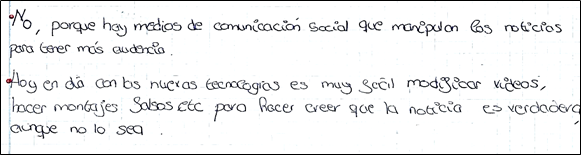 •No, porque hay medios de comunicación social que manipulan las noticias
para tener más audencia.
•Hoy en día con las nuevas tecnologías es muy facil modificar videos,
hacer montajes falsos etc para hacer creer que la noticia es verdadera
aunque no lo sea.